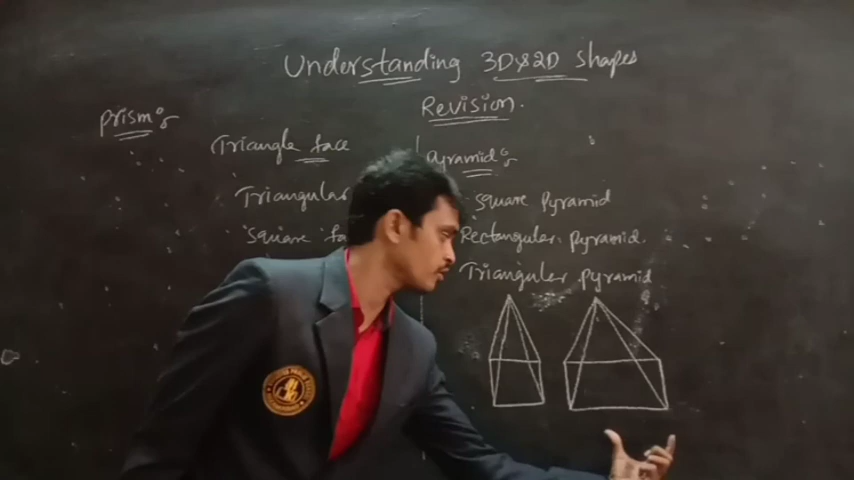 Understanding 3D & 2D shapes
Revision.
prism:
Triangle face
pyramid:
Triangular
square pyramid
square fa
Rectangular pyramid.
Triangular pyramid